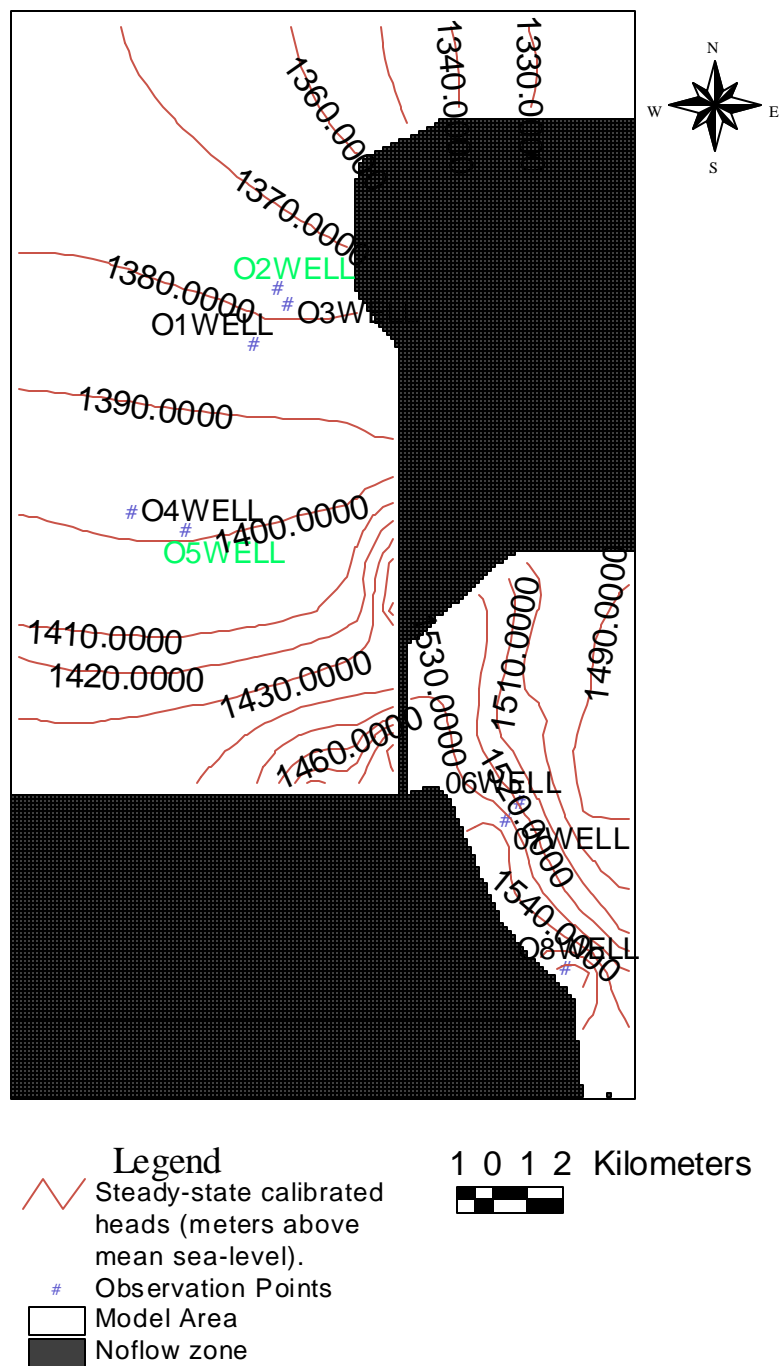 1340.0000
1330.0000
1360.0000
N
W E
S
1370.0000
O2WELL
1380.0000
O3WELL
O1WELL
1390.0000
O4WELL
1400.0000
O5WELL
1410.0000
1420.0000
1430.0000
1460.0000
1530.0000
1510.0000
1490.0000
06WELL
1520.0000
07WELL
1540.0000
O8WELL
Legend
Steady-state calibrated
heads (meters above
mean sea-level).
# Observation Points
Model Area
Noflow zone
1 0 1 2 Kilometers